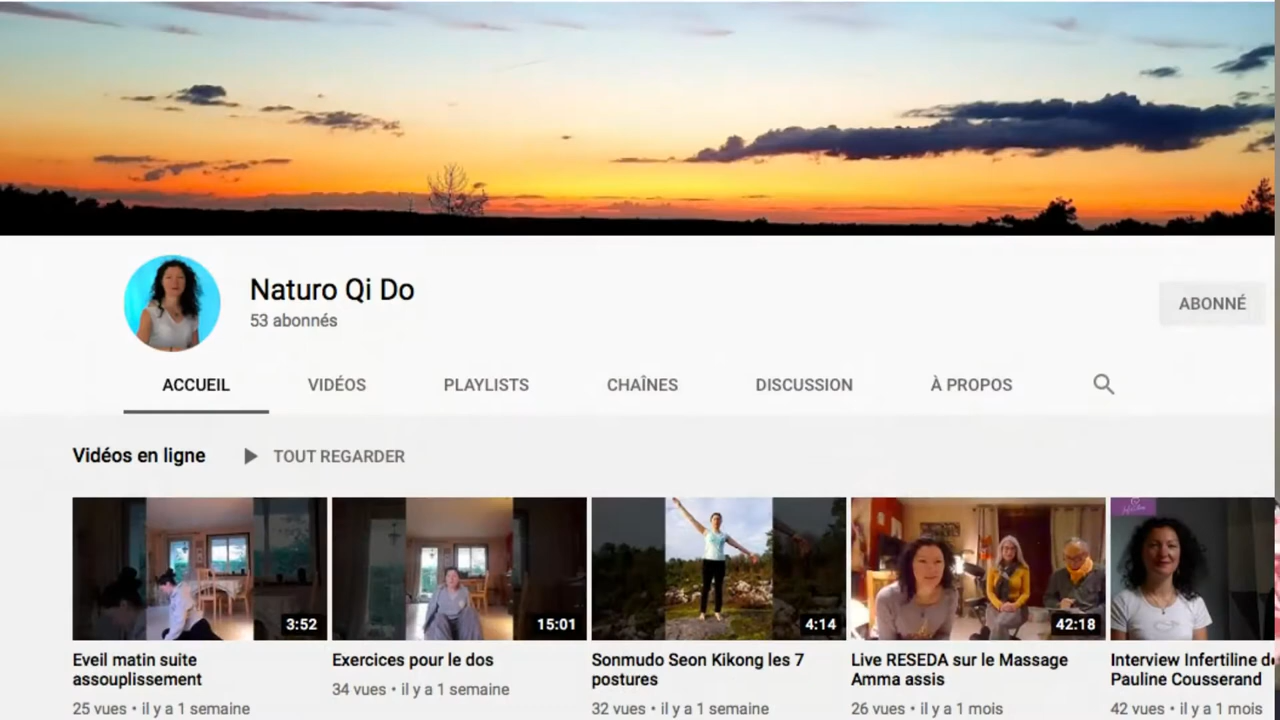 Naturo Qi Do
53 abonnés
ABONNÉ
ACCUEIL VIDÉOS PLAYLISTS CHAÎNES DISCUSSION À PROPOS
Vidéos en ligne TOUT REGARDER
3:52 15:01 4:14 42:18
Eveil matin suite
assouplissement
25 vues • il y a 1 semaine
Exercices pour le dos
34 vues • il y a 1 semaine
Sonmudo Seon Kikong les 7
postures
32 vues • il y a 1 semaine
Live RESEDA sur le Massage
Amma assis
26 vues • il y a 1 mois
Interview Infertiline
Pauline Cousserand
42 vues • il y a 1 mois